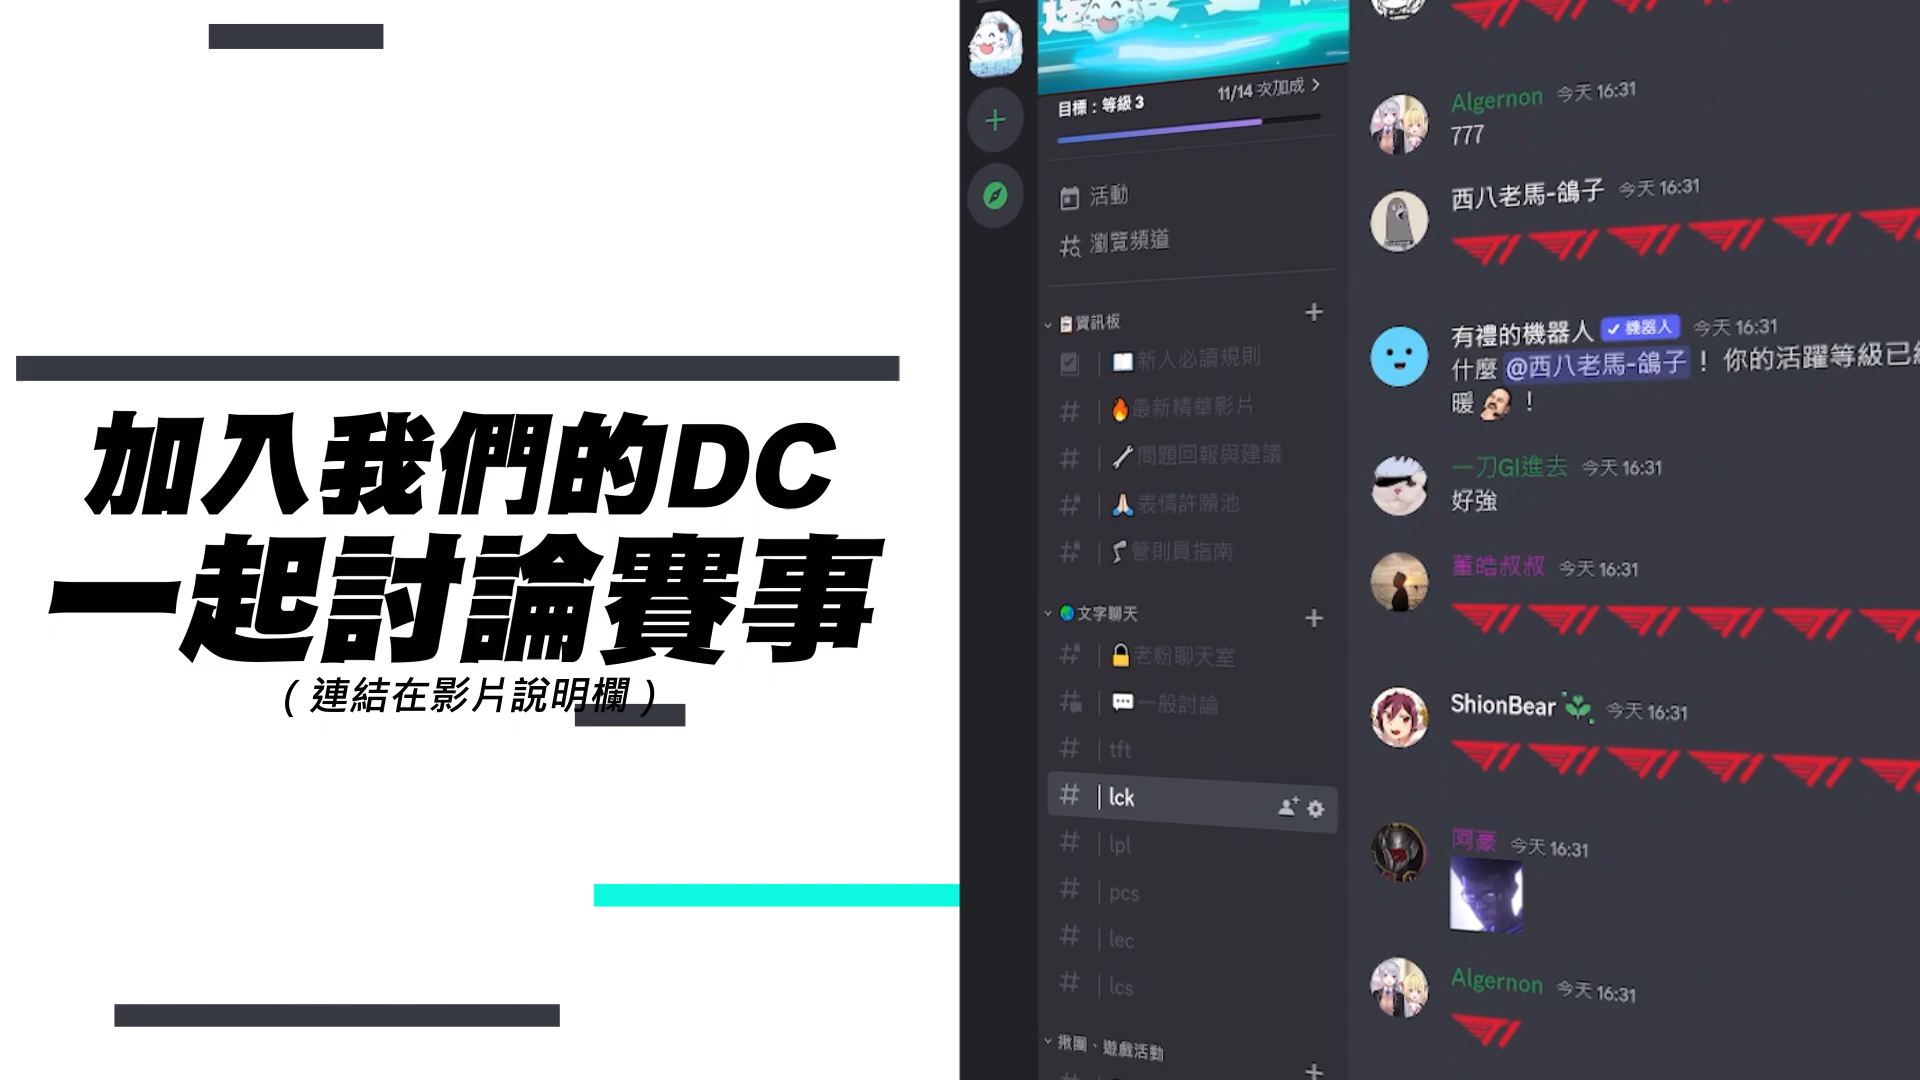 加入我們的DC
一起討論賽事
(連結在影片說明欄)
目標：等級 3
11/14 次加成
活動
瀏覽頻道
資訊板
新人必讀規則
最新精華影片
問題回報與建議
表情許願池
管則員指南
文字聊天
老粉聊天室
一般討論
tft
lck
lpl
pcs
lec
lcs
揪團、遊戲活動
Algernon 今天 16:31
777
西八老馬-鴿子 今天 16:31
有禮的機器人 機器人 今天 16:31
什麼 @西八老馬-鴿子！ 你的活躍等級已
暖 ！
一刀GI進去 今天 16:31
好強
董皓叔叔 今天 16:31
ShionBear 今天 16:31
阿豪 今天 16:31
Algernon 今天 16:31